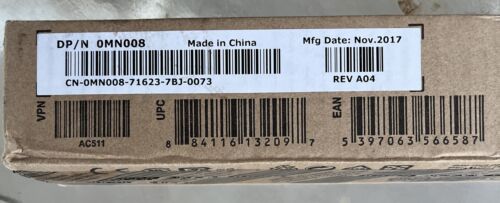 DP/N 0MN008 Made in China Mfg Date: Nov.2017
CN-0MN008-71623-7BJ-0073 REV A04
VPN
AC511
UPC
8 84116 13209 7
EAN
5 397063 566587